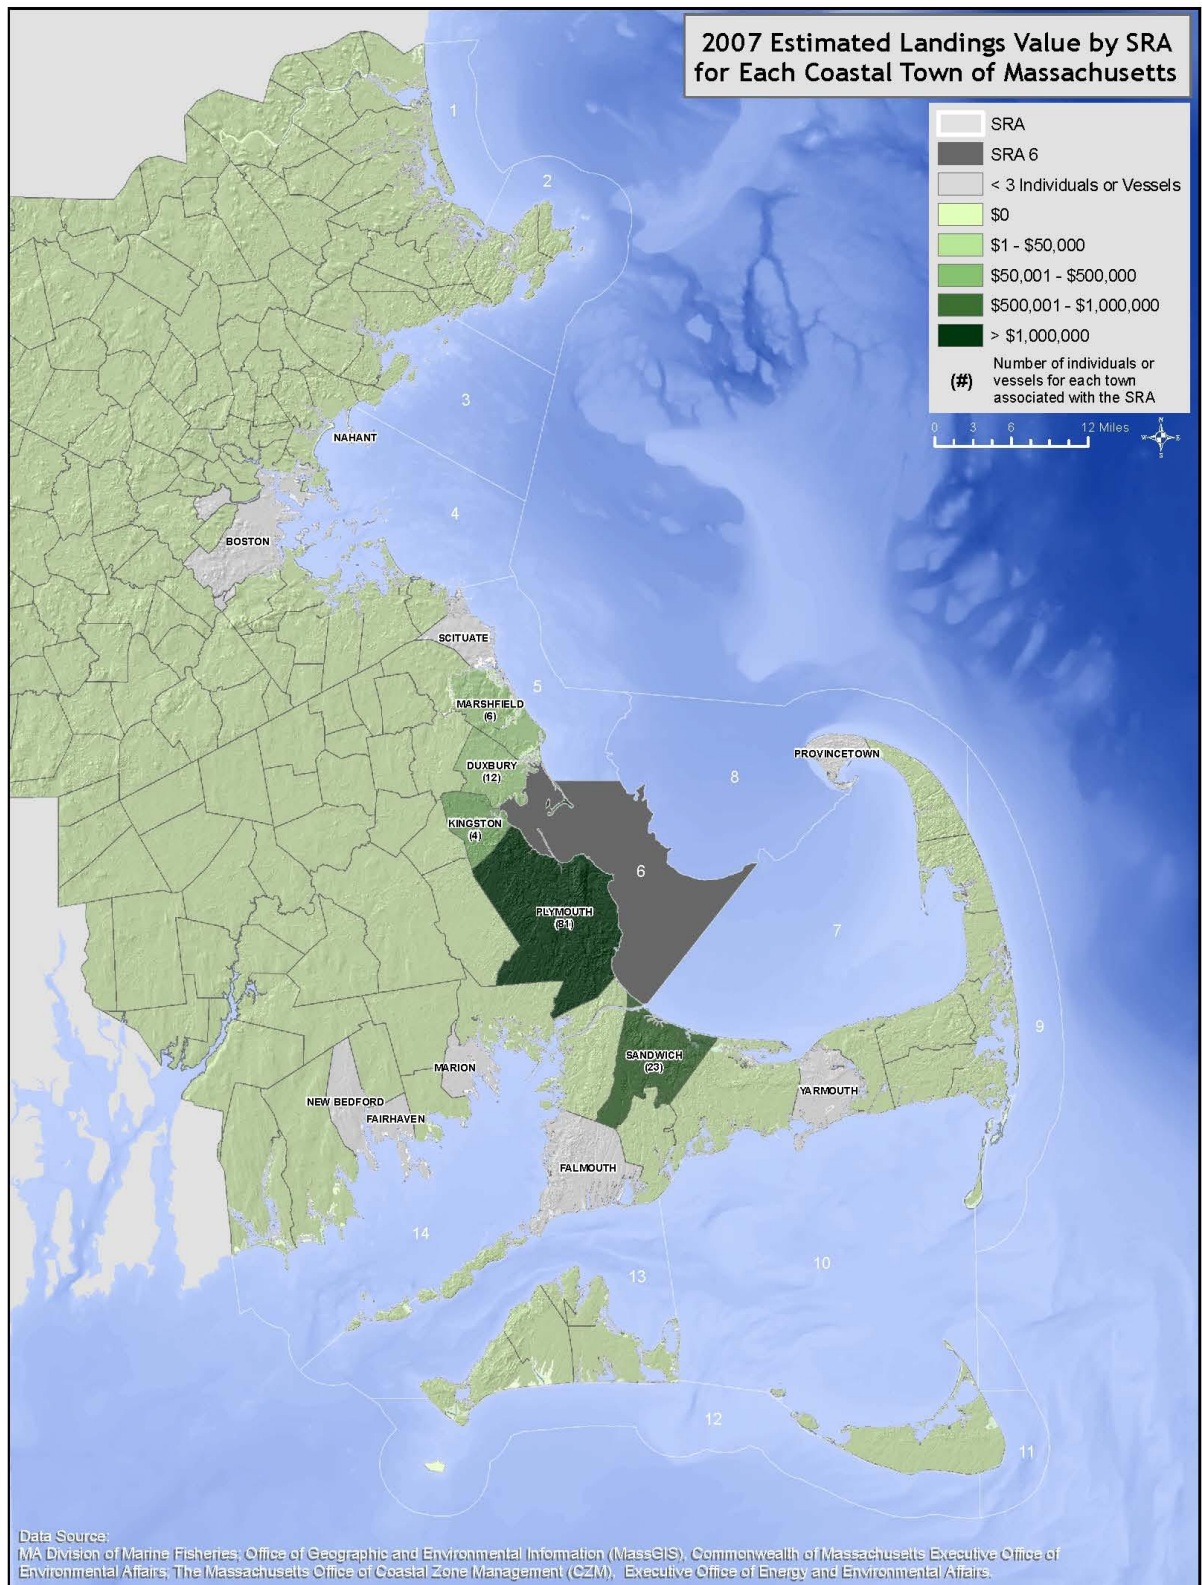 2007 Estimated Landings Value by SRA
for Each Coastal Town of Massachusetts
SRA
SRA 6
< 3 Individuals or Vessels
$0
$1 - $50,000
$50,001 - $500,000
$500,001 - $1,000,000
> $1,000,000
(#)
Number of individuals or
vessels for each town
associated with the SRA
0 3 6 12 Miles
N
W E
S
1
2
3
NAHANT
4
BOSTON
SCITUATE
5
MARSHFIELD
(6)
PROVINCETOWN
DUXBURY
(12)
8
KINGSTON
(4)
6
PLYMOUTH
(81)
7
9
SANDWICH
(23)
MARION
YARMOUTH
NEW BEDFORD
FAIRHAVEN
FALMOUTH
14
10
13
12
11
Data Source:
MA Division of Marine Fisheries; Office of Geographic and Environmental Information (MassGIS), Commonwealth of Massachusetts Executive Office of
Environmental Affairs; The Massachusetts Office of Coastal Zone Management (CZM), Executive Office of Energy and Environmental Affairs.